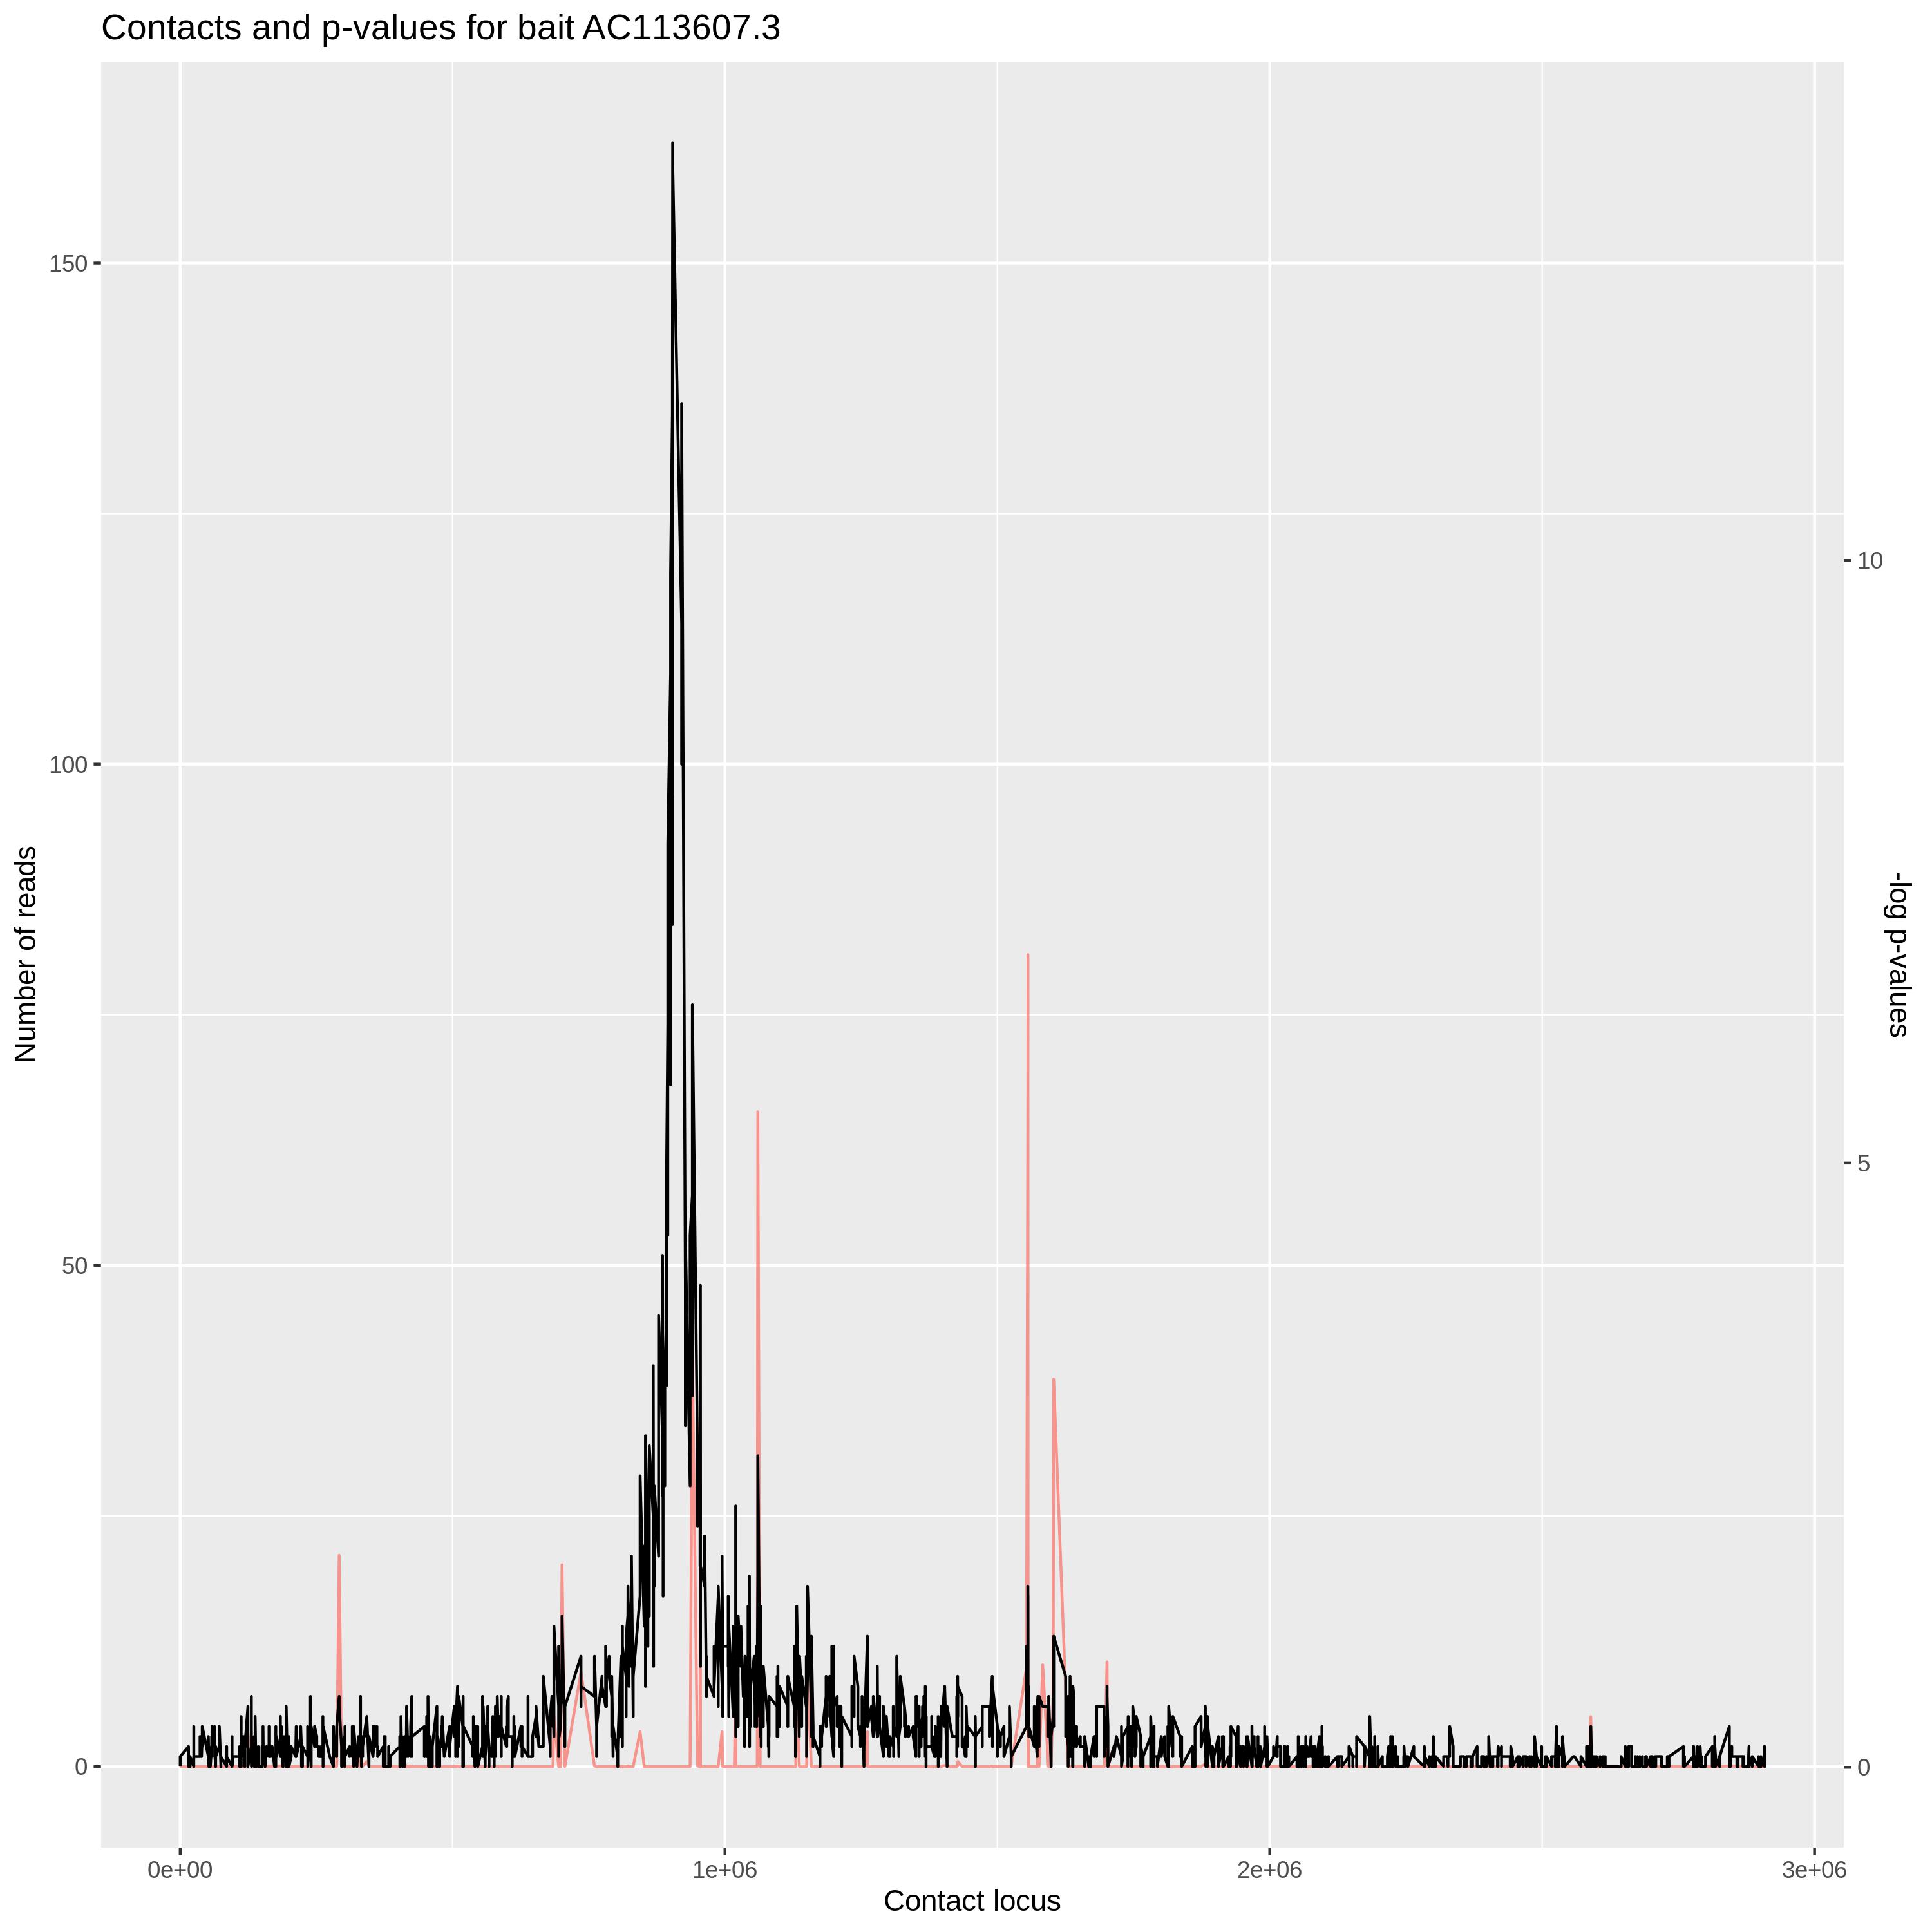 Contacts and p-values for bait AC113607.3
150
100
50
0
Number of reads
10
5
0
-log p-values
0e+00
1e+06
2e+06
3e+06
Contact locus